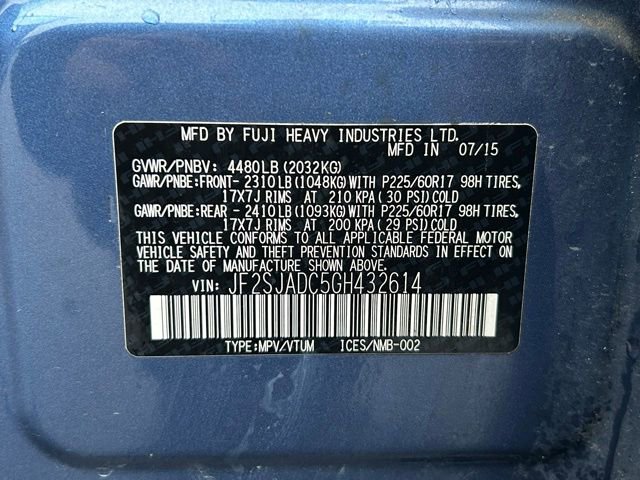 MFD BY FUJI HEAVY INDUSTRIES LTD.
MFD IN 07/15
GVWR/PNBV: 4480LB(2032KG)
GAWR/PNBE:FRONT- 2310LB(1048KG)WITH P225/60R17 98H TIRES,
17X7J RIMS AT 210 KPA(30 PSI)COLD
GAWR/PNBE:REAR - 2410LB(1093KG)WITH P225/60R17 98H TIRES,
17X7J RIMS AT 200 KPA(29 PSI)COLD
THIS VEHICLE CONFORMS TO ALL APPLICABLE FEDERAL MOTOR
VEHICLE SAFETY AND THEFT PREVENTION STANDARDS IN EFFECT
ON THE DATE OF MANUFACTURE SHOWN ABOVE.
VIN: JF2SJADC5GH432614
TYPE:MPV/VTUM ICES/NMB-002